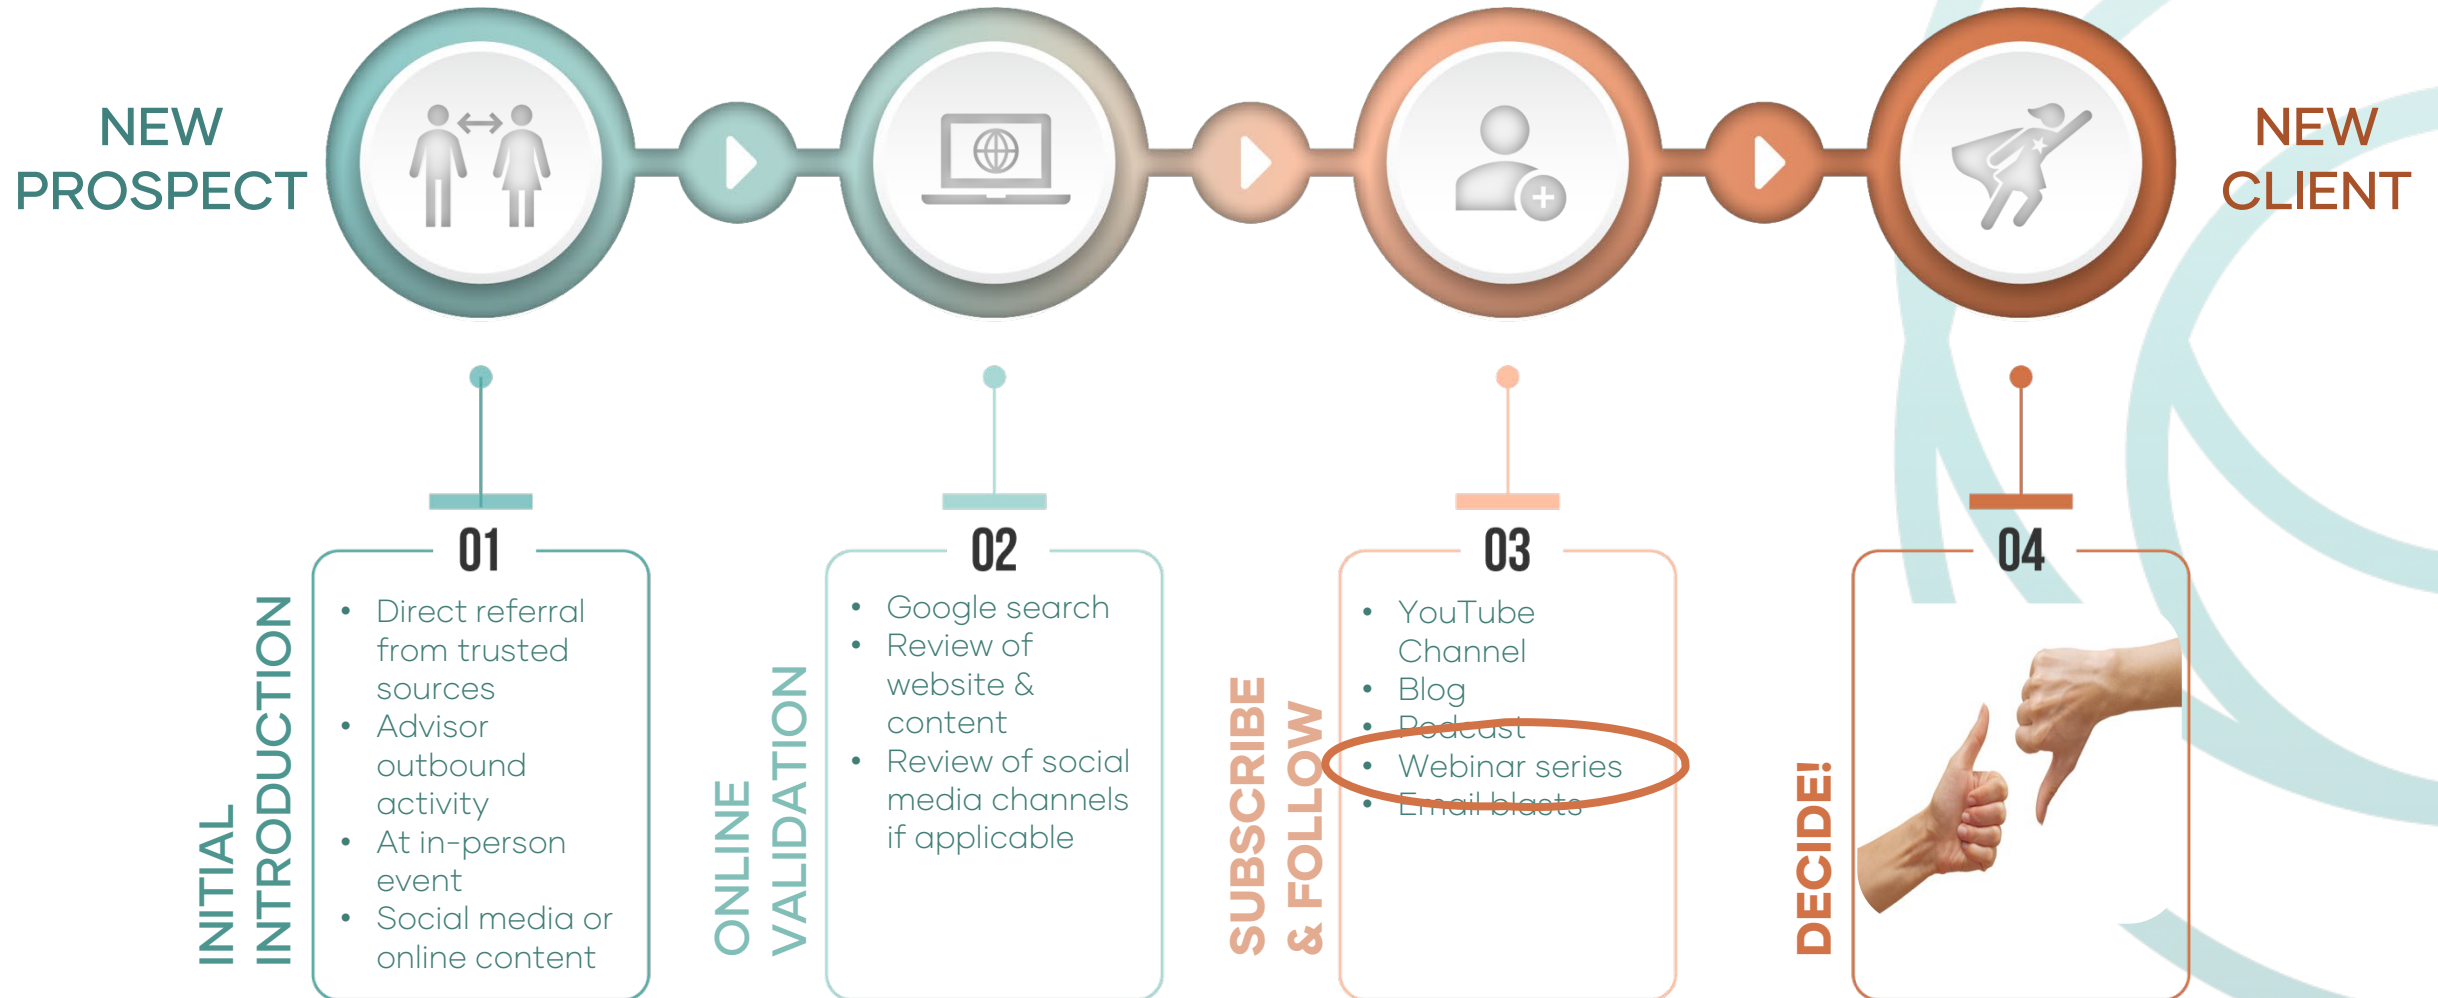 NEW
PROSPECT
NEW
CLIENT
01
INITIAL
INTRODUCTION
• Direct referral
from trusted
sources
• Advisor
outbound
activity
• At in-person
event
• Social media or
online content
02
ONLINE
VALIDATION
• Google search
• Review of
website &
content
• Review of social
media channels
if applicable
03
SUBSCRIBE
& FOLLOW
• YouTube
Channel
• Blog
• Podcast
• Webinar series
• Email blasts
04
DECIDE!